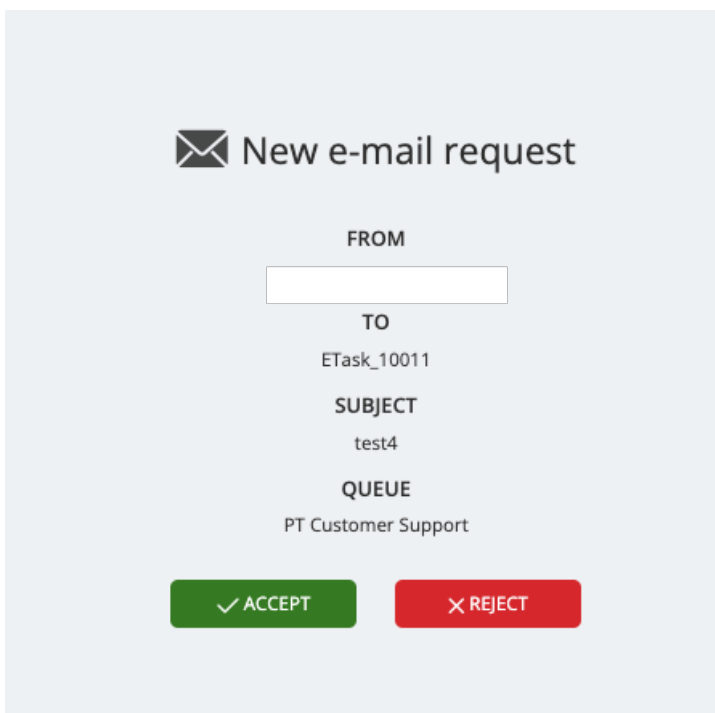 New e-mail request
FROM
TO
ETask_10011
SUBJECT
test4
QUEUE
PT Customer Support
ACCEPT
REJECT